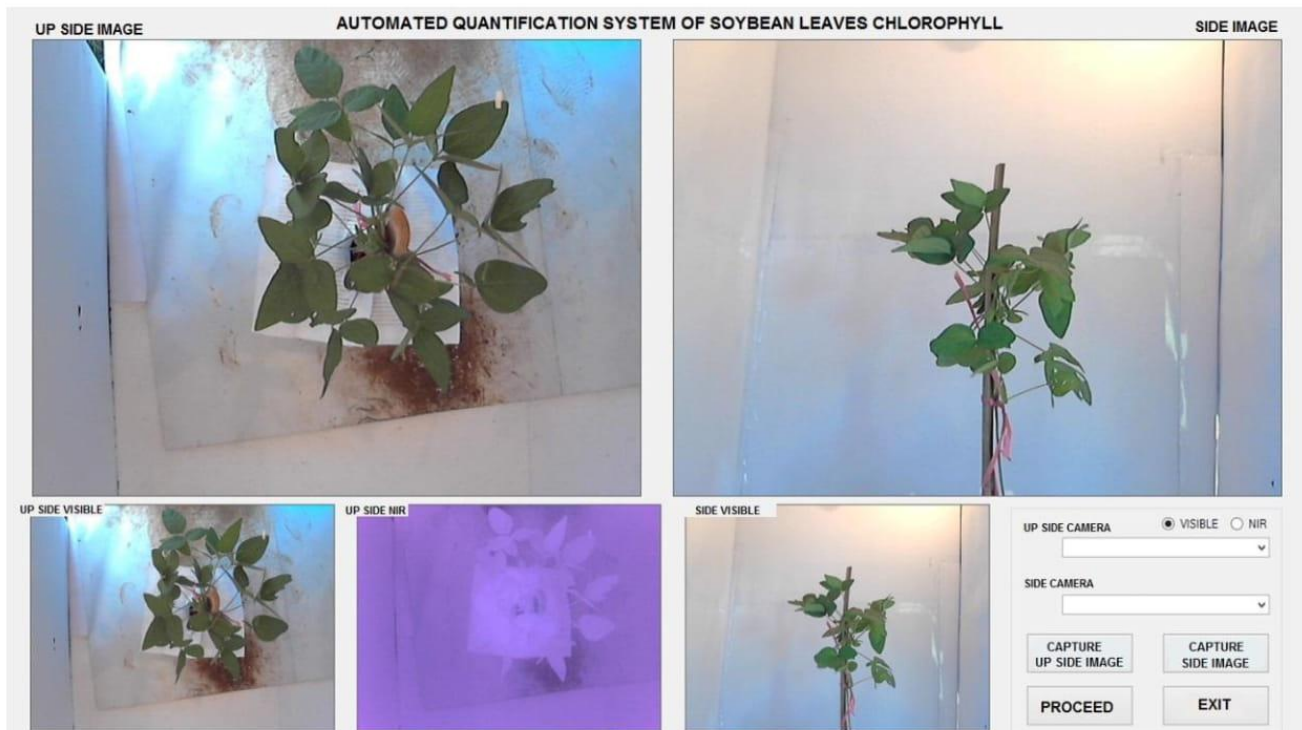 AUTOMATED QUANTIFICATION SYSTEM OF SOYBEAN LEAVES CHLOROPHYLL
UP SIDE IMAGE
SIDE IMAGE
UP SIDE VISIBLE
UP SIDE NIR
SIDE VISIBLE
UP SIDE CAMERA
VISIBLE
NIR
SIDE CAMERA
CAPTURE
UP SIDE IMAGE
CAPTURE
SIDE IMAGE
PROCEED
EXIT